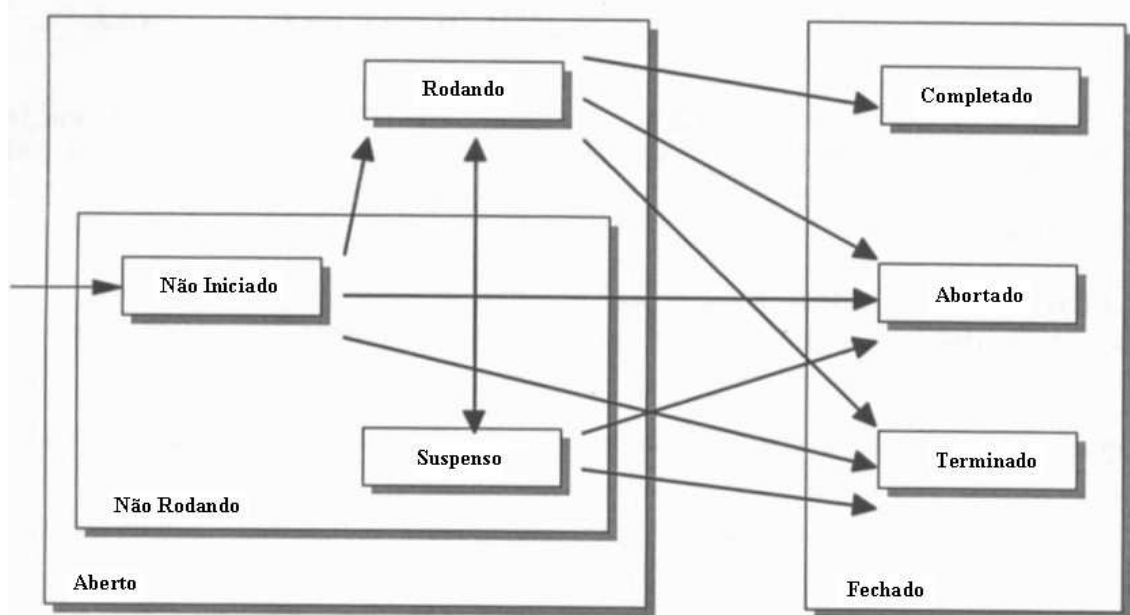 Rodando
Completado
Não Iniciado
Abortado
Suspenso
Terminado
Não Rodando
Aberto
Fechado